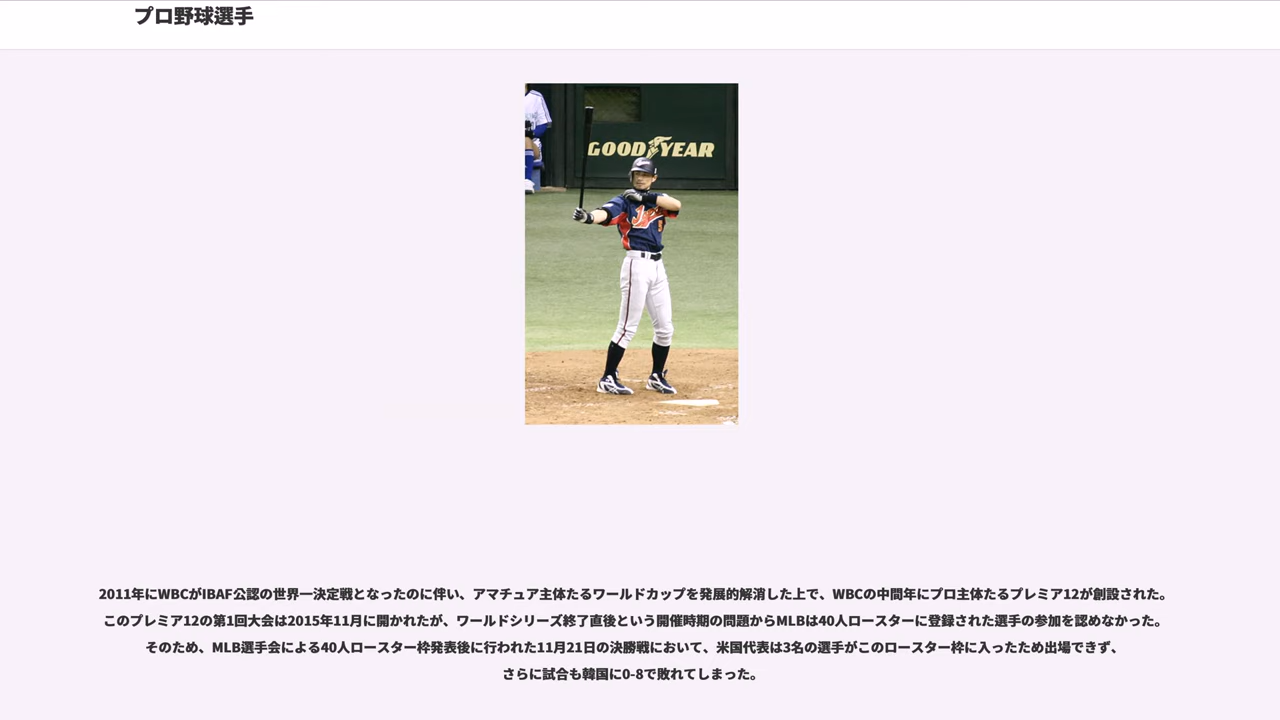 プロ野球選手
GOODYEAR
2011年にWBCがIBAF公認の世界一決定戦となったのに伴い、アマチュア主体たるワールドカップを発展的解消した上で、WBCの中間年にプロ主体たるプレミア12が創設された。
このプレミア12の第1回大会は2015年11月に開かれたが、ワールドシリーズ終了直後という開催時期の問題からMLBは40人ロースターに登録された選手の参加を認めなかった。
そのため、MLB選手会による40人ロースター枠発表後に行われた11月21日の決勝戦において、米国代表は3名の選手がこのロースター枠に入ったため出場できず、
さらに試合も韓国に0-8で敗れてしまった。